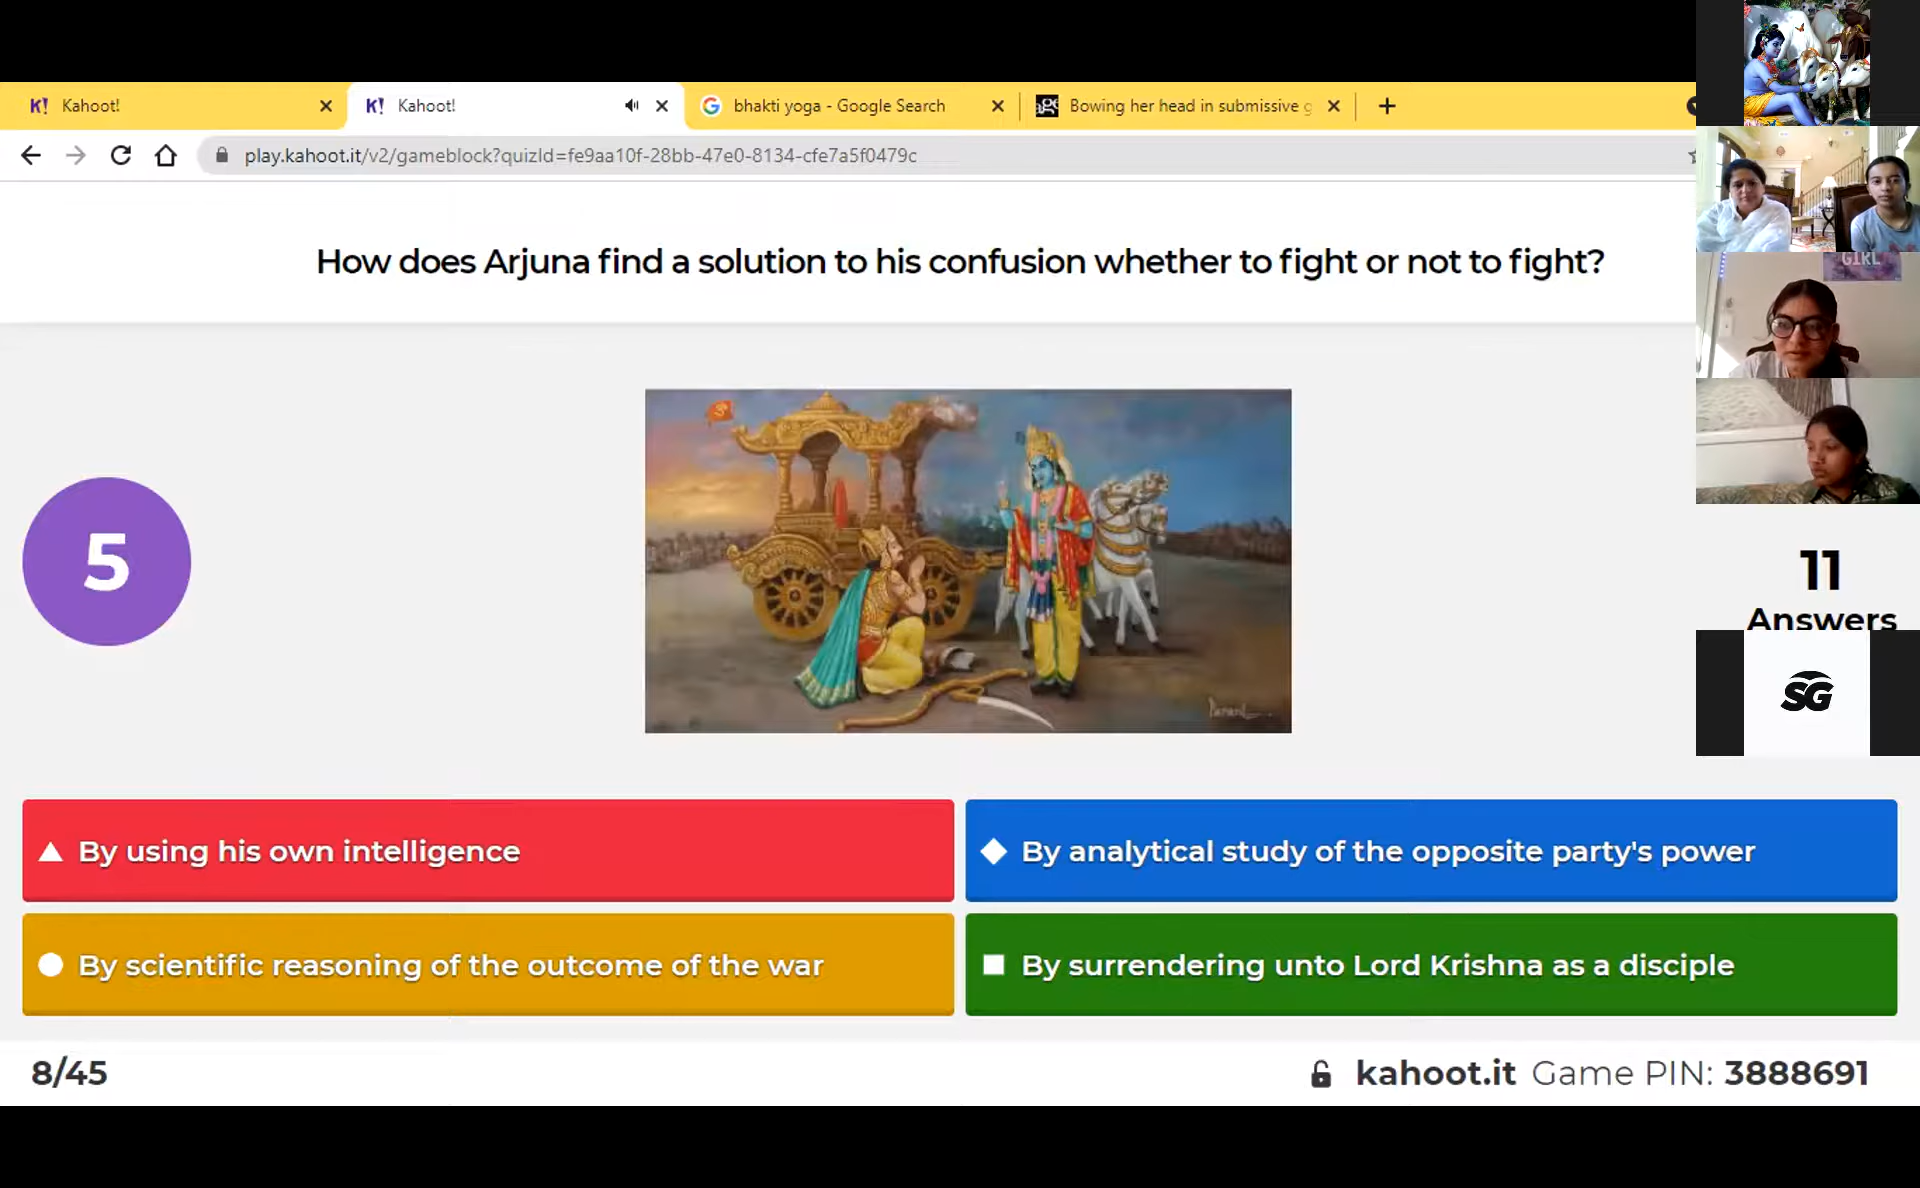 Kahoot!
Kahoot!
bhakti yoga - Google Search
Bowing her head in submissive
play.kahoot.it/v2/gameblock?quizId=fe9aa10f-28bb-47e0-8134-cfe7a5f0479c
How does Arjuna find a solution to his confusion whether to fight or not to fight?
GIRL
5
11
Answers
SG
By using his own intelligence
By analytical study of the opposite party's power
By scientific reasoning of the outcome of the war
By surrendering unto Lord Krishna as a disciple
8/45
kahoot.it Game PIN: 3888691